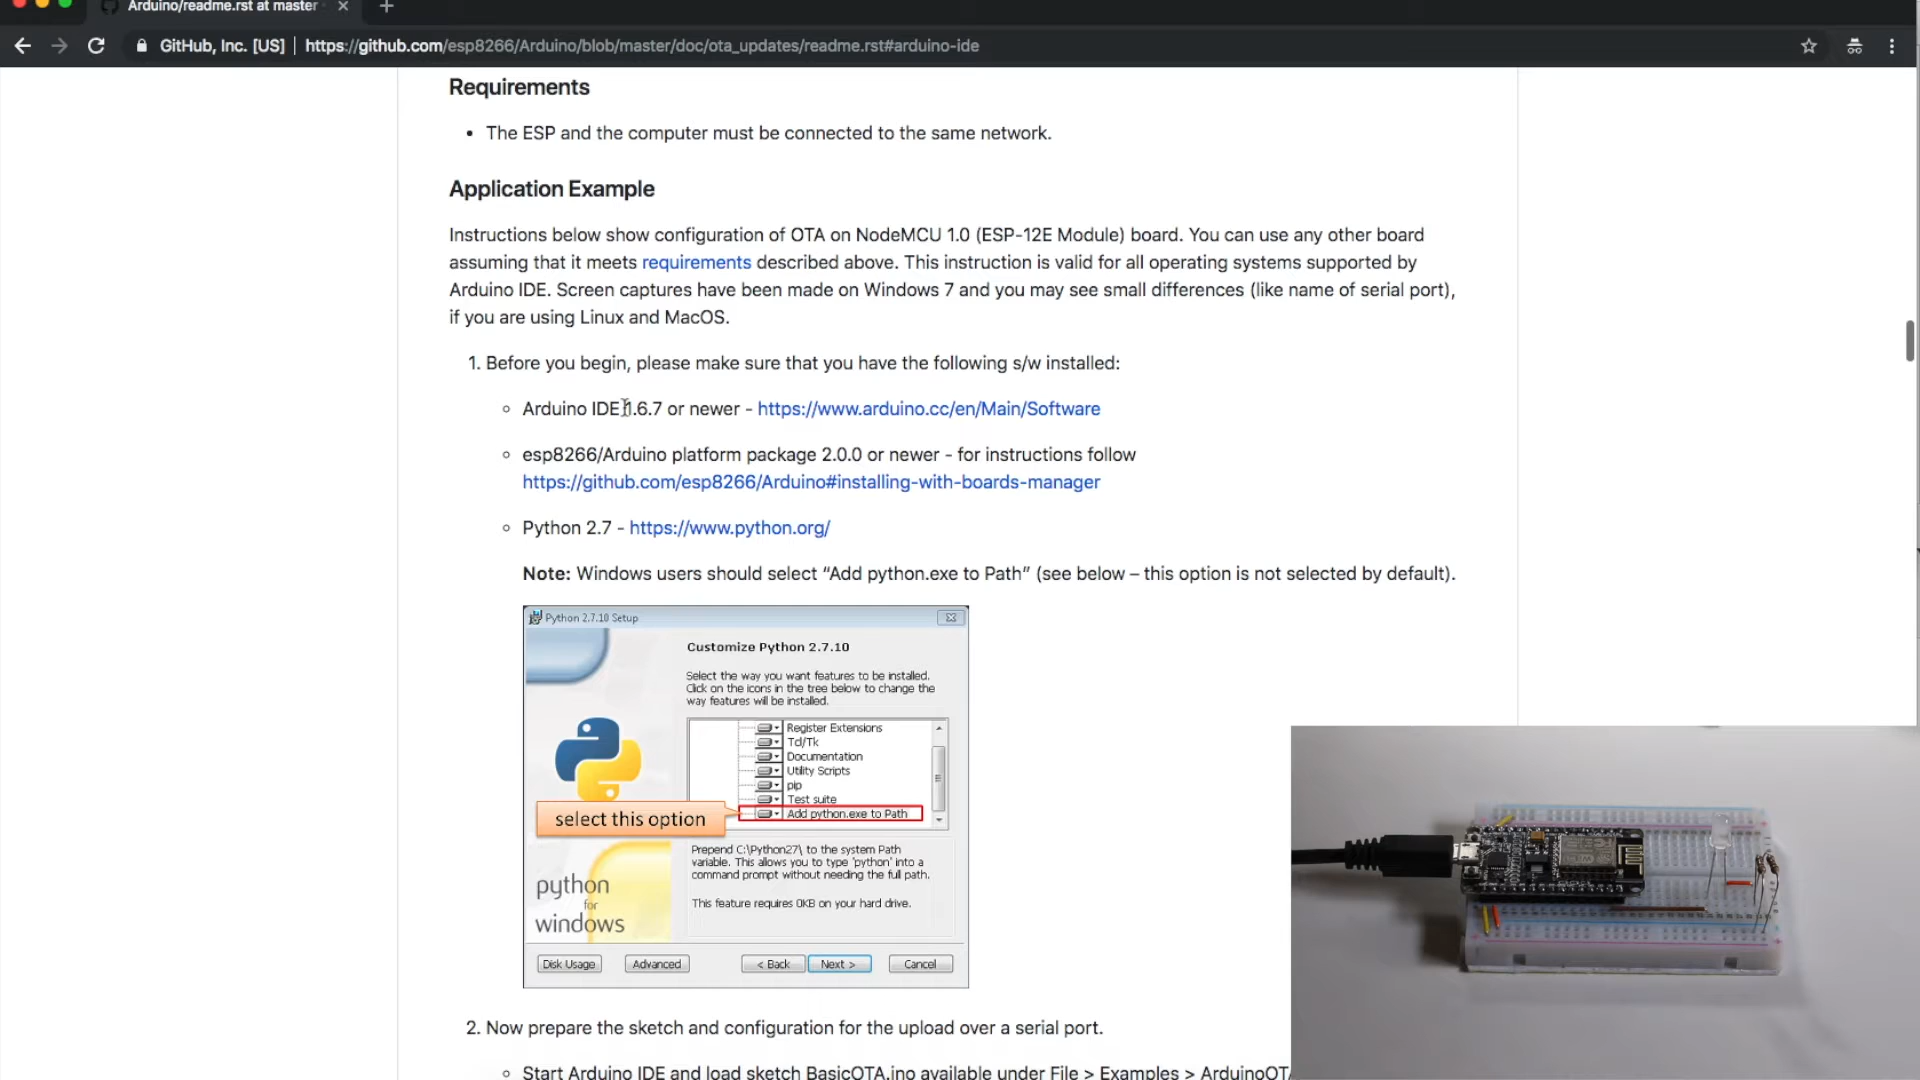 Arduino/readme.rst at master
GitHub, Inc. [US] | https://github.com/esp8266/Arduino/blob/master/doc/ota_updates/readme.rst#arduino-ide
Requirements
• The ESP and the computer must be connected to the same network.
Application Example
Instructions below show configuration of OTA on NodeMCU 1.0 (ESP-12E Module) board. You can use any other board
assuming that it meets requirements described above. This instruction is valid for all operating systems supported by
Arduino IDE. Screen captures have been made on Windows 7 and you may see small differences (like name of serial port),
if you are using Linux and MacOS.
1. Before you begin, please make sure that you have the following s/w installed:
Arduino IDE 1.6.7 or newer - https://www.arduino.cc/en/Main/Software
esp8266/Arduino platform package 2.0.0 or newer - for instructions follow
https://github.com/esp8266/Arduino#installing-with-boards-manager
Python 2.7 - https://www.python.org/
Note: Windows users should select “Add python.exe to Path” (see below – this option is not selected by default).
Python 2.7.10 Setup
Customize Python 2.7.10
Select the way you want features to be installed.
Click on the icons in the tree below to change the
way features will be installed.
Register Extensions
Tcl/Tk
Documentation
Utility Scripts
pip
Test suite
Add python.exe to Path
select this option
Prepend C:\Python27\ to the system Path
variable. This allows you to type 'python' into a
command prompt without needing the full path.
This feature requires 0KB on your hard drive.
python
for
windows
Disk Usage
Advanced
< Back
Next >
Cancel
2. Now prepare the sketch and configuration for the upload over a serial port.
Start Arduino IDE and load sketch BasicOTA.ino available under File > Examples > ArduinoOTA